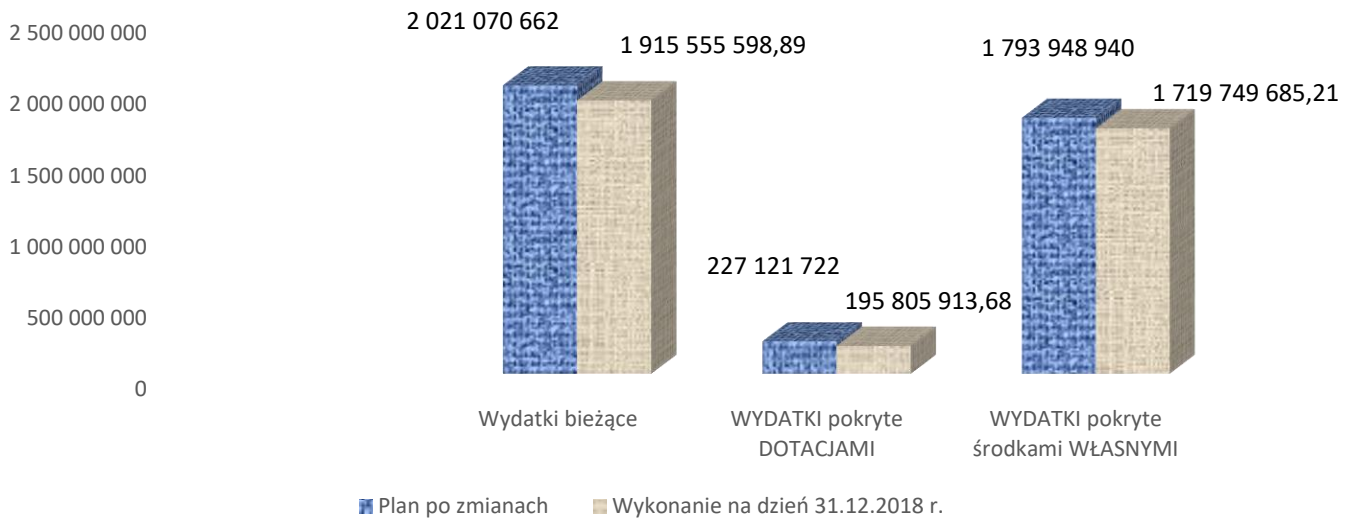 2 500 000 000
2 000 000 000
1 500 000 000
1 000 000 000
500 000 000
0
2 021 070 662
1 915 555 598,89
227 121 722
195 805 913,68
1 793 948 940
1 719 749 685,21
Wydatki bieżące
WYDATKI pokryte
DOTACJAMI
WYDATKI pokryte
środkami WŁASNYMI
Plan po zmianach
Wykonanie na dzień 31.12.2018 r.